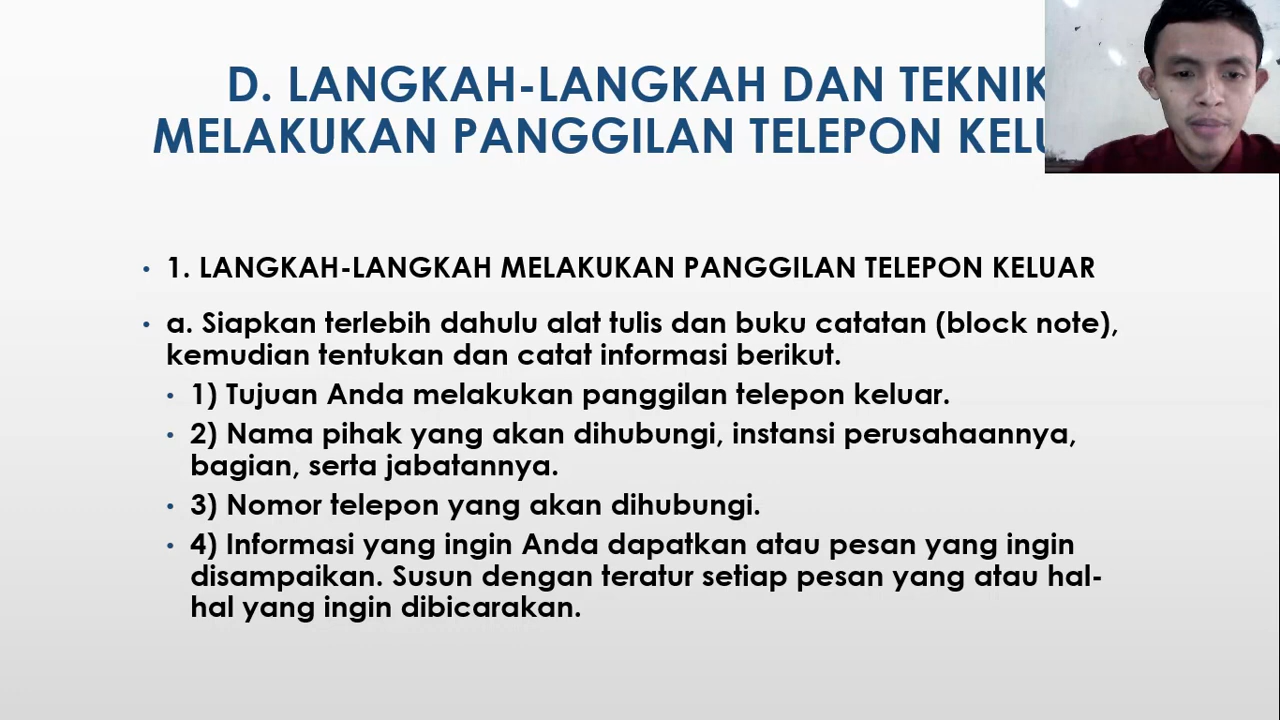 D. LANGKAH-LANGKAH DAN TEKNIK
MELAKUKAN PANGGILAN TELEPON
• 1. LANGKAH-LANGKAH MELAKUKAN PANGGILAN TELEPON KELUAR
• a. Siapkan terlebih dahulu alat tulis dan buku catatan (block note),
kemudian tentukan dan catat informasi berikut.
• 1) Tujuan Anda melakukan panggilan telepon keluar.
• 2) Nama pihak yang akan dihubungi, instansi perusahaannya,
bagian, serta jabatannya.
• 3) Nomor telepon yang akan dihubungi.
• 4) Informasi yang ingin Anda dapatkan atau pesan yang ingin
disampaikan. Susun dengan teratur setiap pesan yang atau hal-
hal yang ingin dibicarakan.